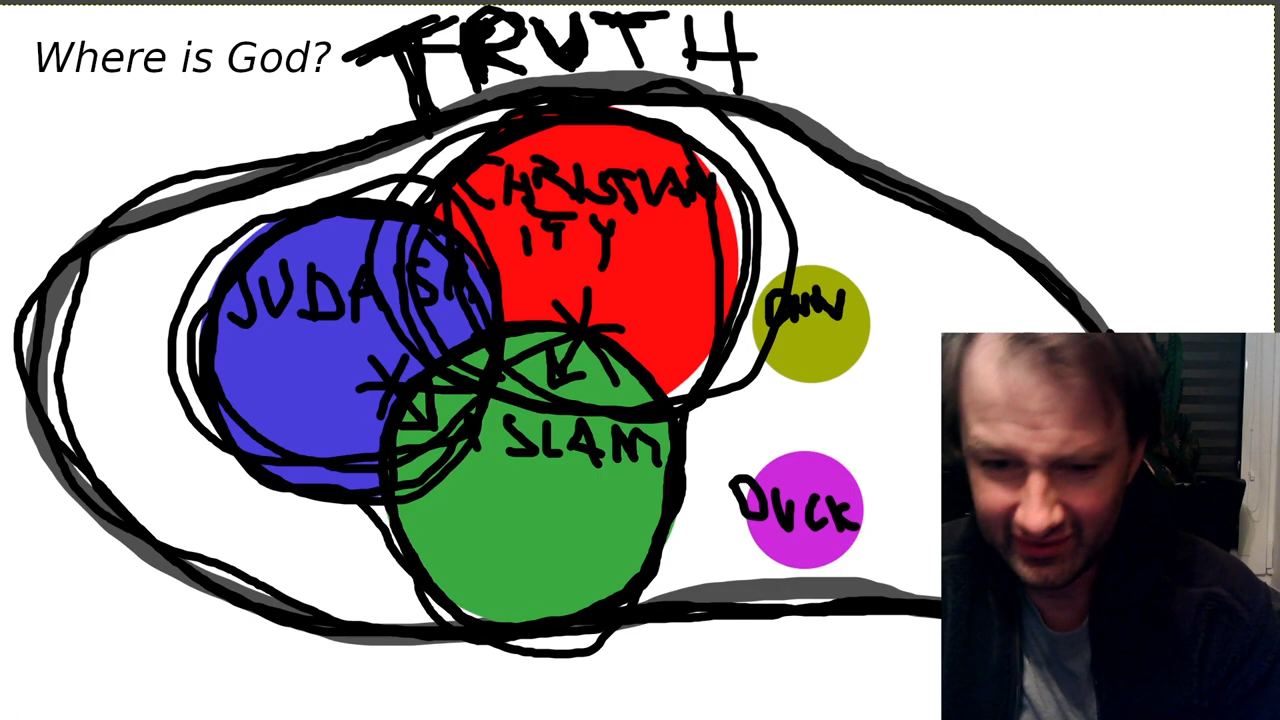 Where is God?
TRUTH
CHRISTIAN
ITY
JUDAISM
ISLAM
DUCK